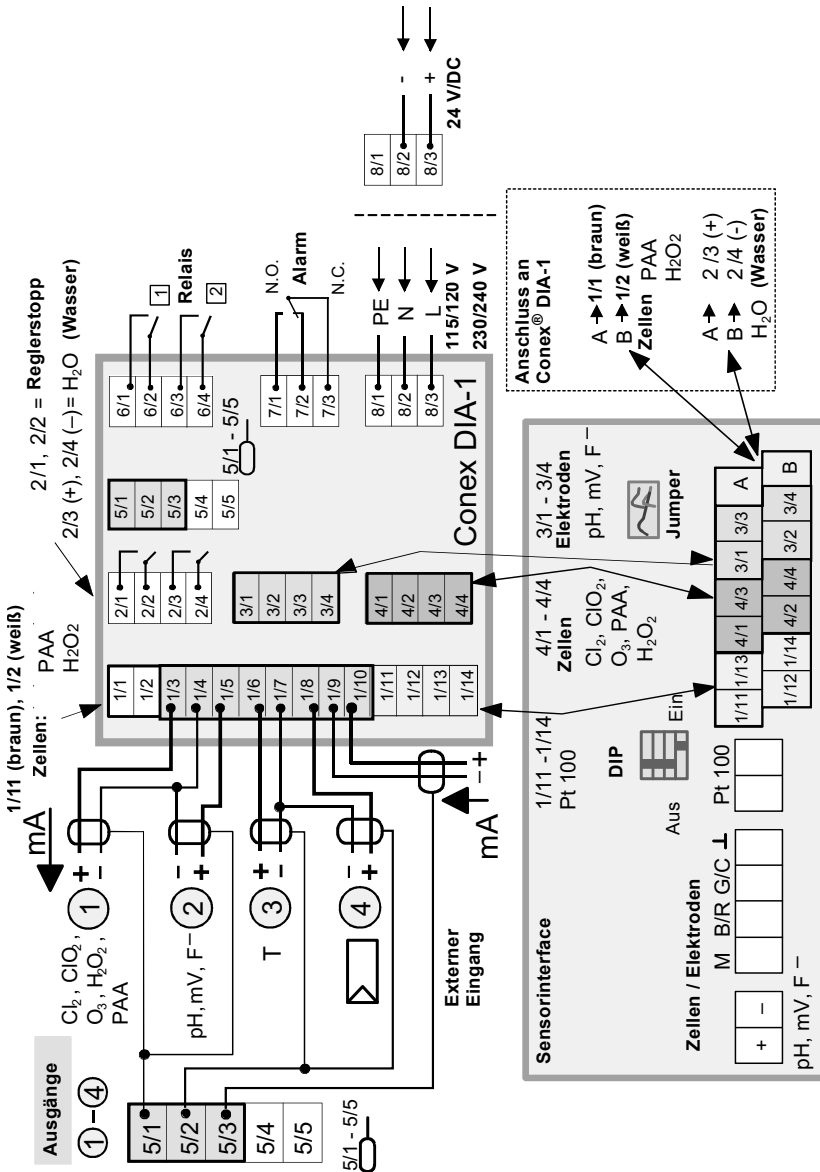 Ausgänge
①–④
5/1
5/2
5/3
5/4
5/5
5/1 - 5/5
mA
Cl₂, ClO₂,
O₃, H₂O₂,
PAA
① + –
pH, mV, F⁻
② – +
T
③ + –
④ – +
Externer
Eingang
mA
– +
1/11 (braun), 1/2 (weiß)
Zellen:
PAA
H₂O₂
2/1, 2/2 = Reglerstopp
2/3 (+), 2/4 (–) = H₂O (Wasser)
1/1
1/2
1/3
1/4
1/5
1/6
1/7
1/8
1/9
1/10
1/11
1/12
1/13
1/14
2/1
2/2
2/3
2/4
3/1
3/2
3/3
3/4
4/1
4/2
4/3
4/4
5/1
5/2
5/3
5/4
5/5
5/1 - 5/5
Conex DIA-1
6/1
6/2
6/3
6/4
1
Relais
2
7/1
7/2
7/3
N.O.
Alarm
N.C.
8/1
8/2
8/3
PE
N
L
115/120 V
230/240 V
8/1
8/2
8/3
-
+
24 V/DC
Sensorinterface
1/11 -1/14
Pt 100
4/1 - 4/4
Zellen
Cl₂, ClO₂,
O₃, PAA,
H₂O₂
3/1 - 3/4
Elektroden
pH, mV, F⁻
DIP
Aus
Ein
Jumper
Zellen / Elektroden
M B/R G/C ⊥
Pt 100
+ –
pH, mV, F⁻
1/11 1/13 4/1 4/3 3/1 3/3 A
1/12 1/14 4/2 4/4 3/2 3/4 B
Anschluss an
Conex® DIA-1
A → 1/1 (braun)
B → 1/2 (weiß)
Zellen PAA
H₂O₂
A → 2/3 (+)
B → 2/4 (-)
H₂O (Wasser)